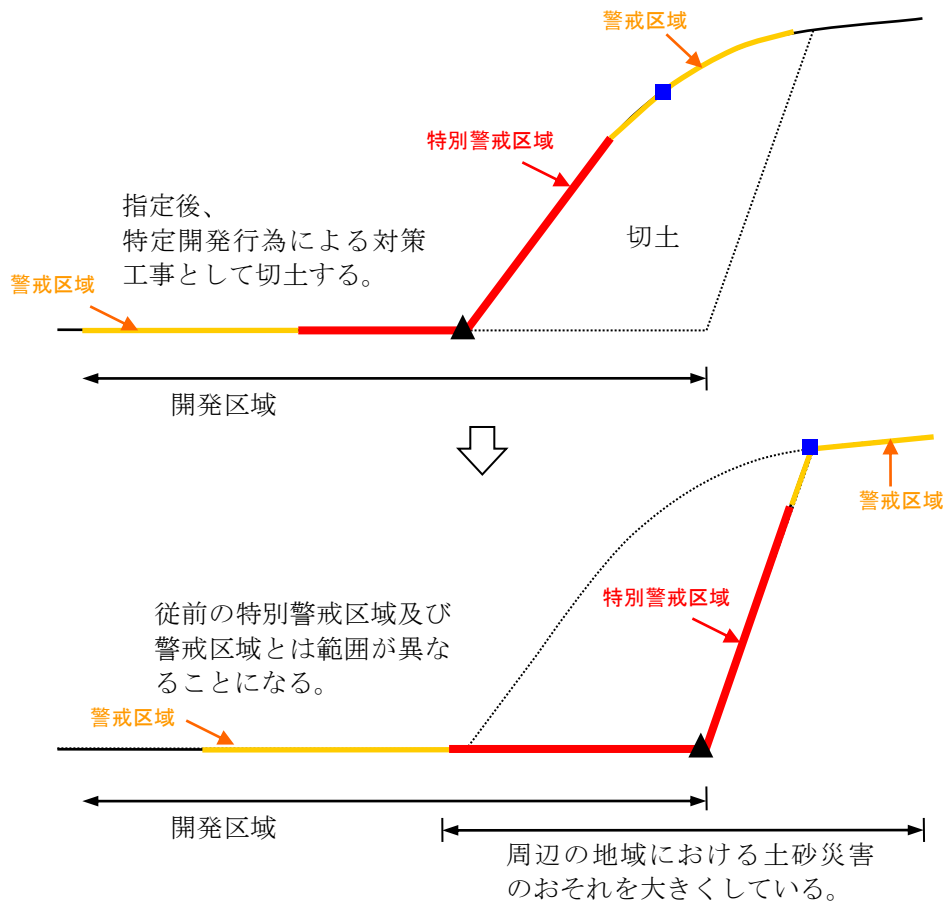 警戒区域
特別警戒区域
指定後、
特定開発行為による対策
工事として切土する。
切土
警戒区域
開発区域
警戒区域
特別警戒区域
従前の特別警戒区域及び
警戒区域とは範囲が異な
ることになる。
警戒区域
開発区域
周辺の地域における土砂災害
のおそれを大きくしている。